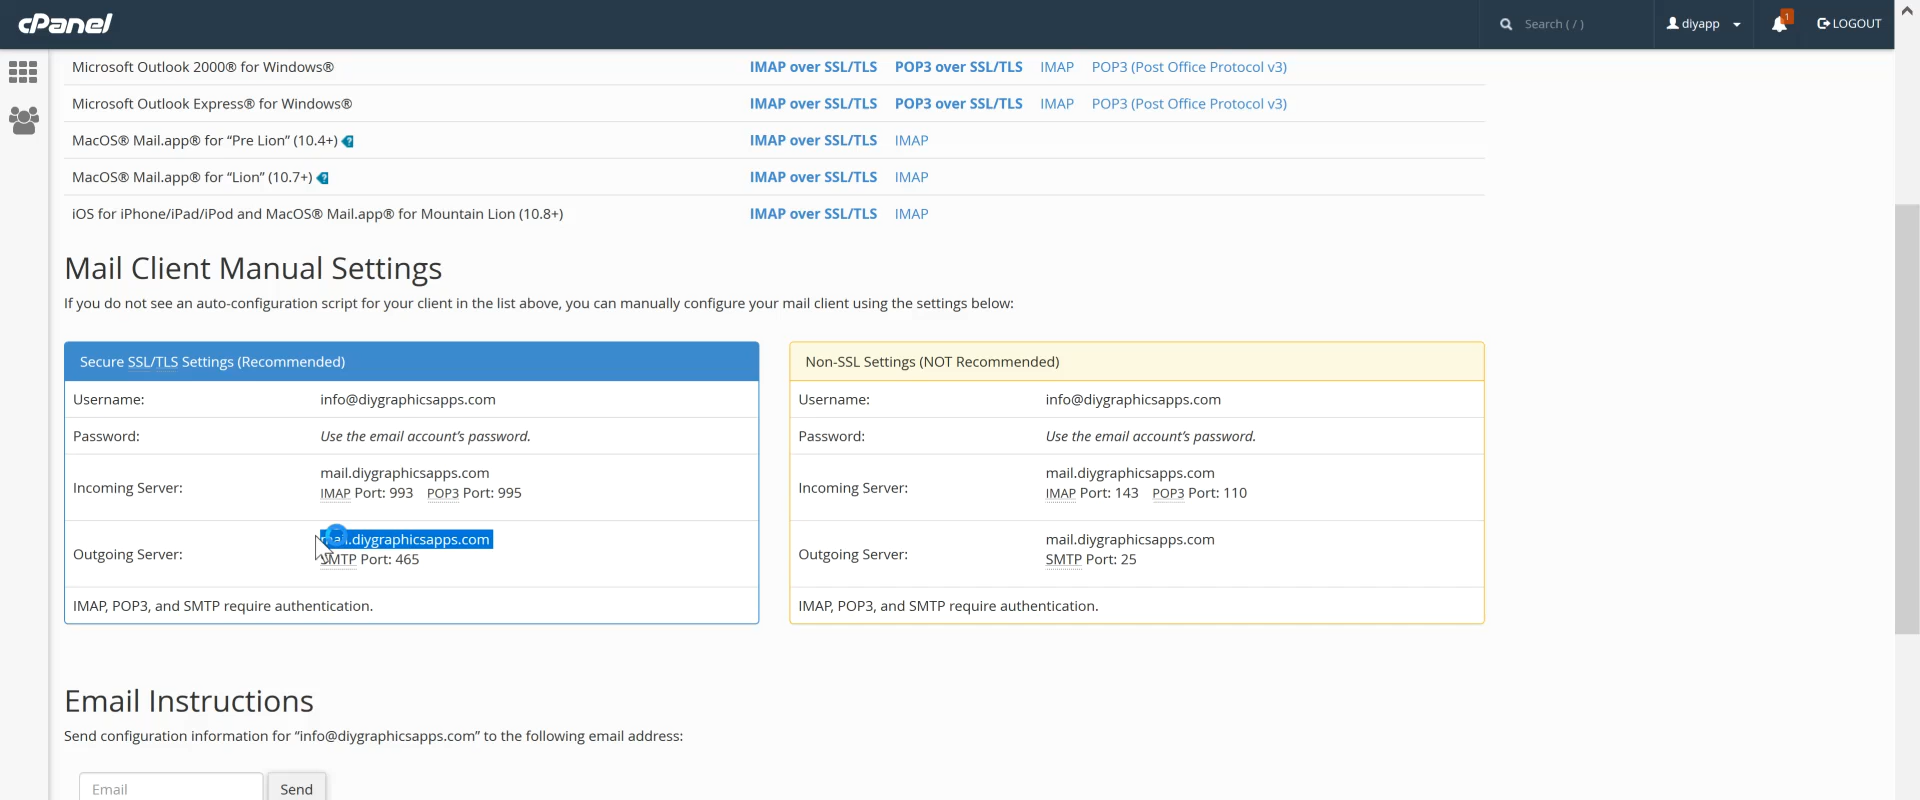 cPanel
Search ( / )
diyapp
1
LOGOUT
Microsoft Outlook 2000® for Windows® IMAP over SSL/TLS POP3 over SSL/TLS IMAP POP3 (Post Office Protocol v3)
Microsoft Outlook Express® for Windows® IMAP over SSL/TLS POP3 over SSL/TLS IMAP POP3 (Post Office Protocol v3)
MacOS® Mail.app® for “Pre Lion” (10.4+) ? IMAP over SSL/TLS IMAP
MacOS® Mail.app® for “Lion” (10.7+) ? IMAP over SSL/TLS IMAP
iOS for iPhone/iPad/iPod and MacOS® Mail.app® for Mountain Lion (10.8+) IMAP over SSL/TLS IMAP
Mail Client Manual Settings
If you do not see an auto-configuration script for your client in the list above, you can manually configure your mail client using the settings below:
Secure SSL/TLS Settings (Recommended)
Username: info@diygraphicsapps.com
Password: Use the email account’s password.
Incoming Server: mail.diygraphicsapps.com
IMAP Port: 993 POP3 Port: 995
Outgoing Server: mail.diygraphicsapps.com
SMTP Port: 465
IMAP, POP3, and SMTP require authentication.
Non-SSL Settings (NOT Recommended)
Username: info@diygraphicsapps.com
Password: Use the email account’s password.
Incoming Server: mail.diygraphicsapps.com
IMAP Port: 143 POP3 Port: 110
Outgoing Server: mail.diygraphicsapps.com
SMTP Port: 25
IMAP, POP3, and SMTP require authentication.
Email Instructions
Send configuration information for “info@diygraphicsapps.com” to the following email address:
Email
Send